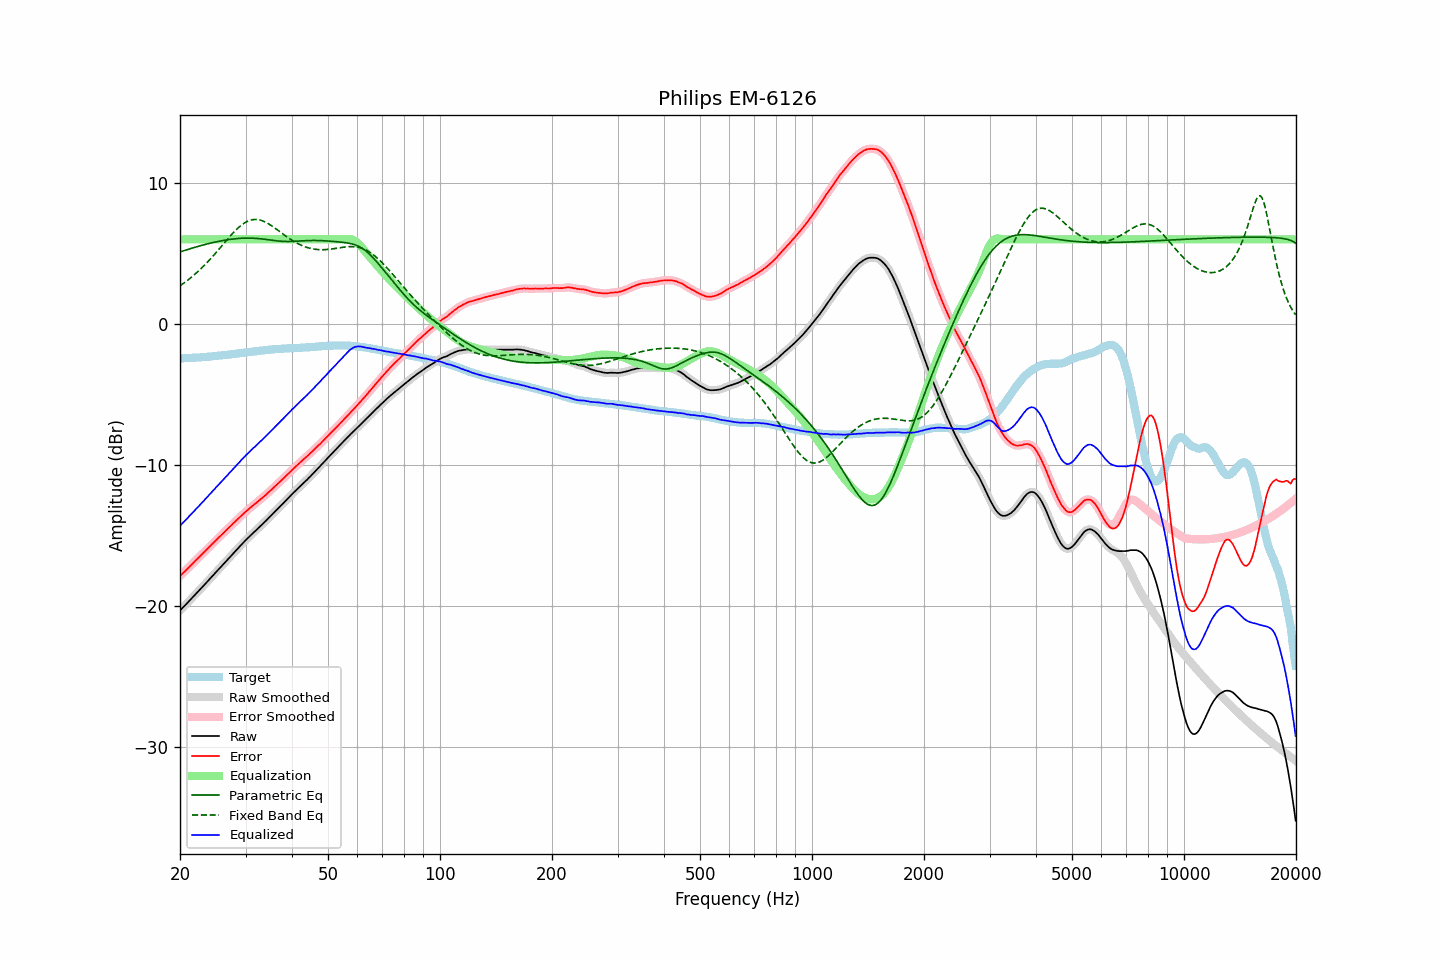 Philips EM-6126
Amplitude (dBr)
10
0
−10
−20
−30
Target
Raw Smoothed
Error Smoothed
Raw
Error
Equalization
Parametric Eq
Fixed Band Eq
Equalized
20 50 100 200 500 1000 2000 5000 10000 20000
Frequency (Hz)